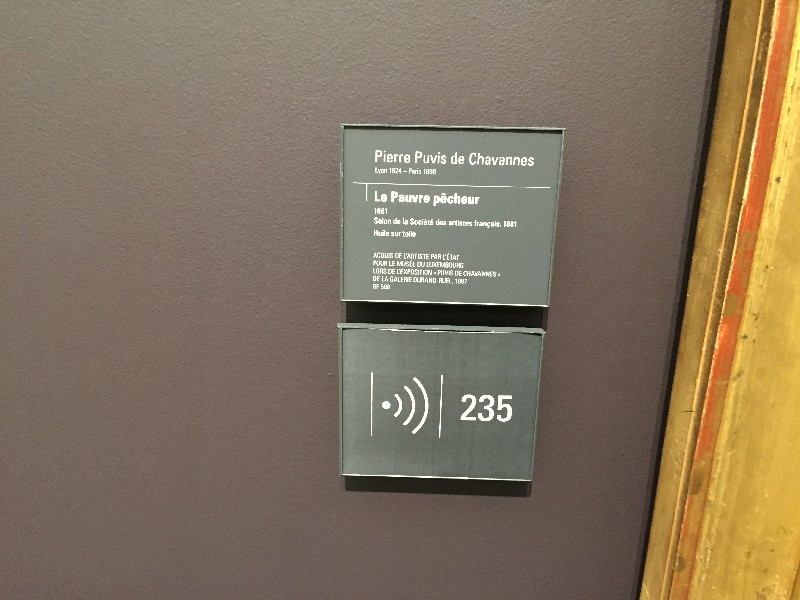 Pierre Puvis de Chavannes
Lyon 1824 – Paris 1898
Le Pauvre pêcheur
1881
Salon de la Société des artistes français, 1881
Huile sur toile
ACQUIS DE L'ARTISTE PAR L'ÉTAT
POUR LE MUSÉE DU LUXEMBOURG
LORS DE L'EXPOSITION « PUVIS DE CHAVANNES »
DE LA GALERIE DURAND-RUEL, 1887
RF 506
235